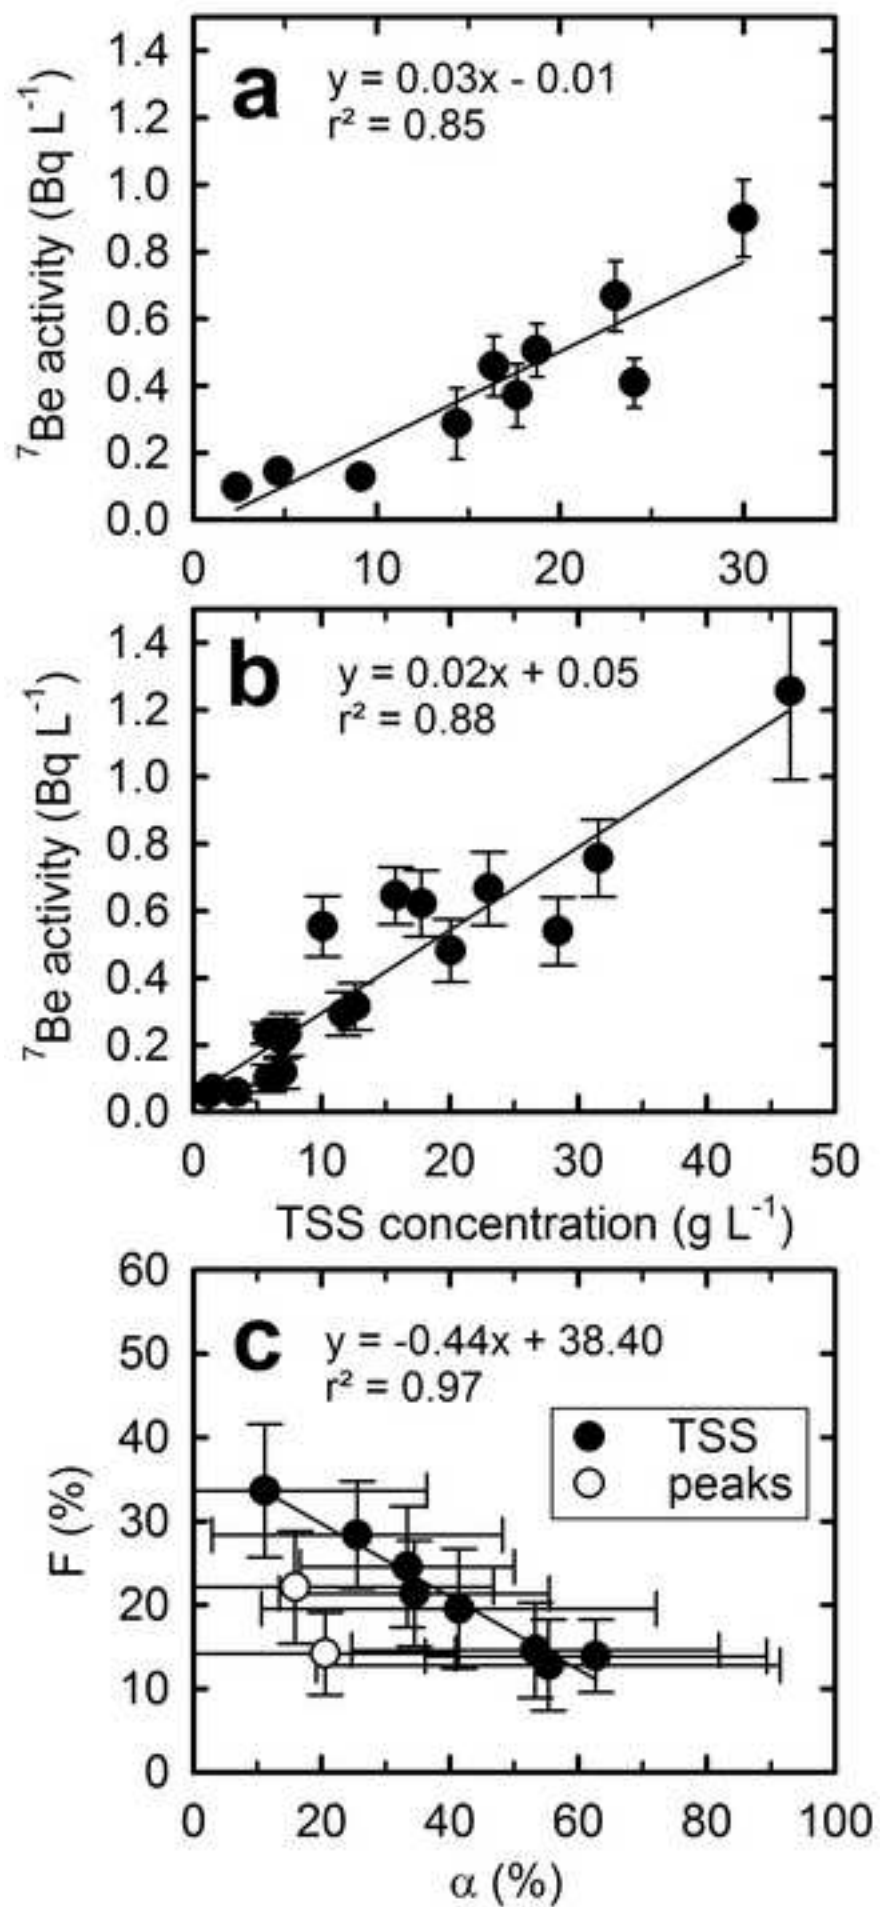 1.4
1.2
1.0
0.8
0.6
0.4
0.2
0.0
⁷Be activity (Bq L⁻¹)
a
y = 0.03x - 0.01
r² = 0.85
0 10 20 30
1.4
1.2
1.0
0.8
0.6
0.4
0.2
0.0
⁷Be activity (Bq L⁻¹)
b
y = 0.02x + 0.05
r² = 0.88
0 10 20 30 40 50
TSS concentration (g L⁻¹)
60
50
40
30
20
10
0
F (%)
c
y = -0.44x + 38.40
r² = 0.97
TSS
peaks
0 20 40 60 80 100
α (%)